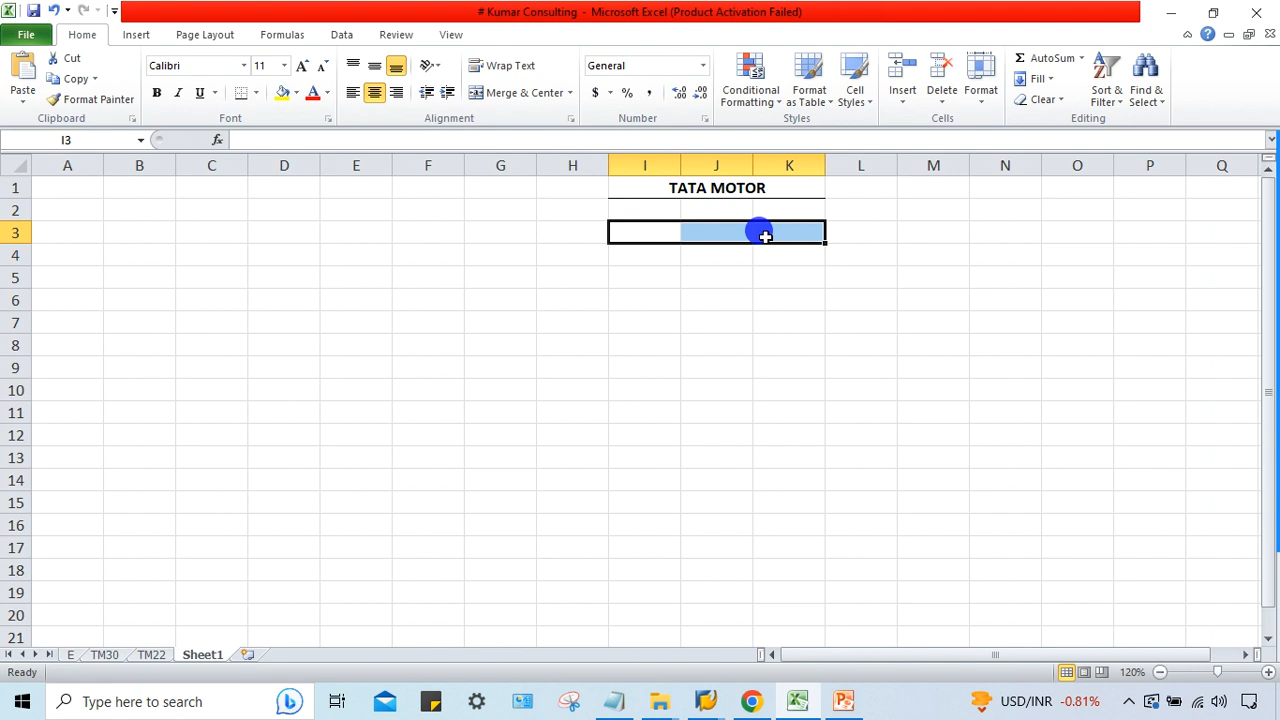 # Kumar Consulting - Microsoft Excel (Product Activation Failed)
File Home Insert Page Layout Formulas Data Review View
Paste
Cut
Copy
Format Painter
Clipboard
Calibri 11
B I U
Font
Wrap Text
Merge & Center
Alignment
General
$ % ,
Number
Conditional Formatting
Format as Table
Cell Styles
Styles
Insert
Delete
Format
Cells
AutoSum
Fill
Clear
Sort & Filter
Find & Select
Editing
I3 fx
A B C D E F G H I J K L M N O P Q
1 TATA MOTOR
2
3
4
5
6
7
8
9
10
11
12
13
14
15
16
17
18
19
20
21
E TM30 TM22 Sheet1
Ready 120%
Type here to search USD/INR -0.81%